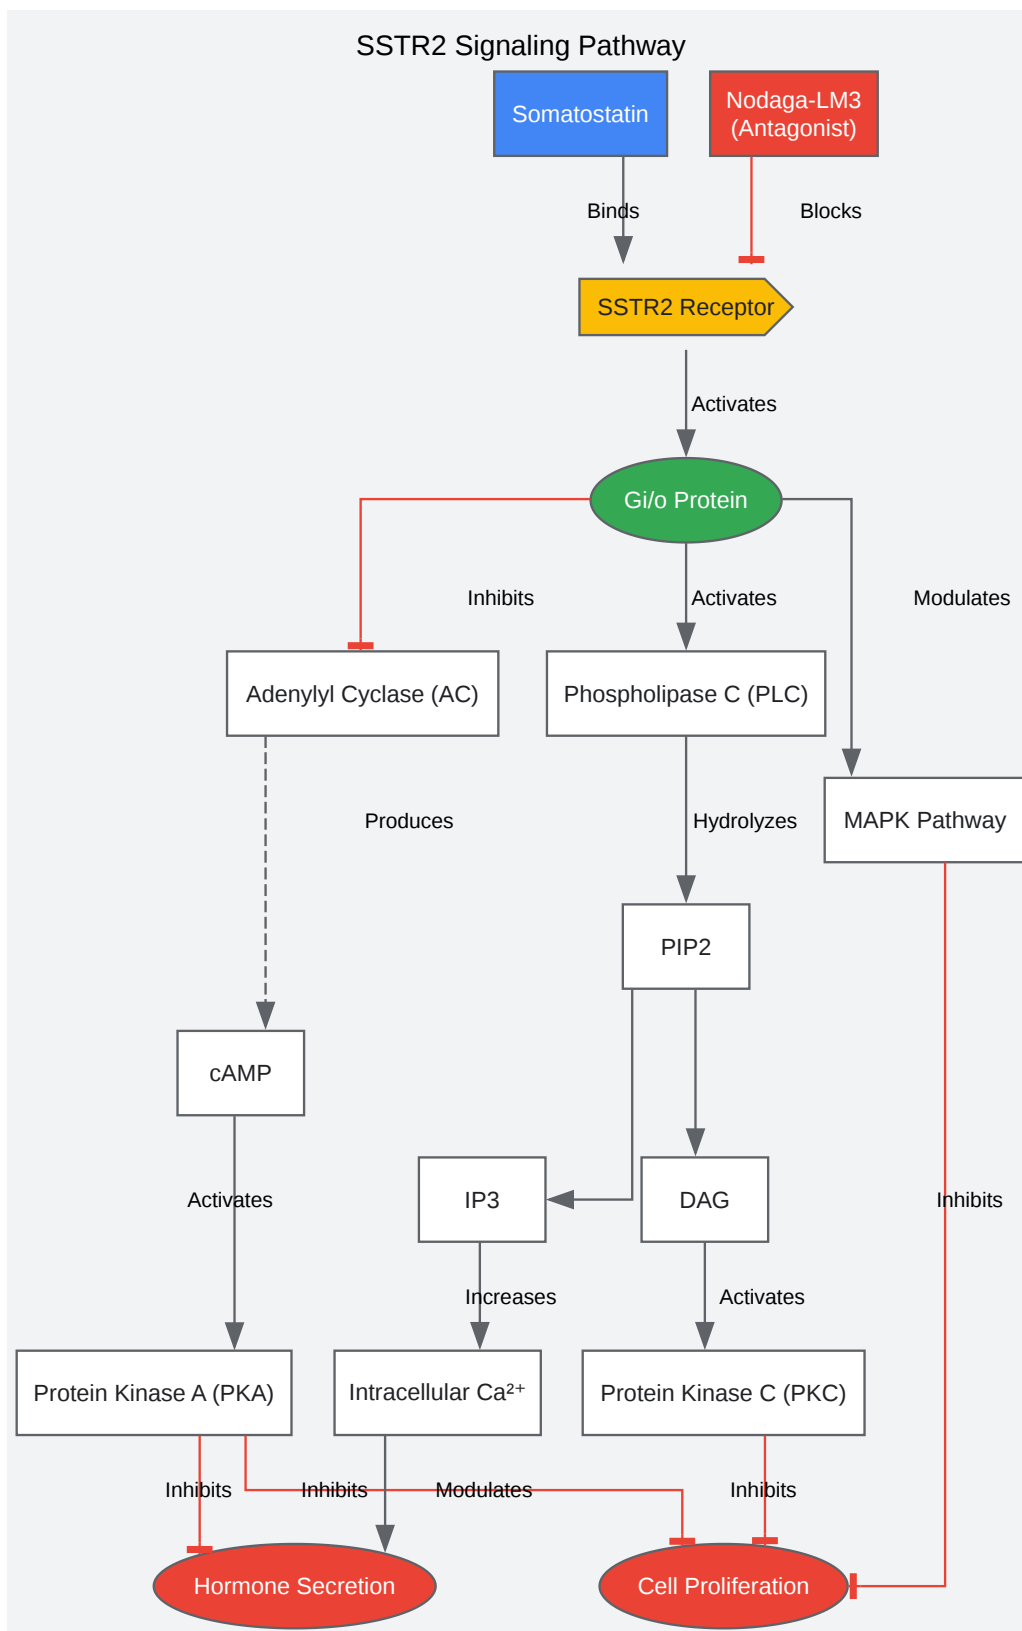 SSTR2 Signaling Pathway
Somatostatin
Nodaga-LM3
(Antagonist)
Binds
Blocks
SSTR2 Receptor
Activates
Gi/o Protein
Inhibits
Activates
Modulates
Adenylyl Cyclase (AC)
Phospholipase C (PLC)
Produces
Hydrolyzes
MAPK Pathway
PIP2
cAMP
Activates
IP3
DAG
Inhibits
Increases
Activates
Protein Kinase A (PKA)
Intracellular Ca²⁺
Protein Kinase C (PKC)
Inhibits
Inhibits
Modulates
Inhibits
Hormone Secretion
Cell Proliferation